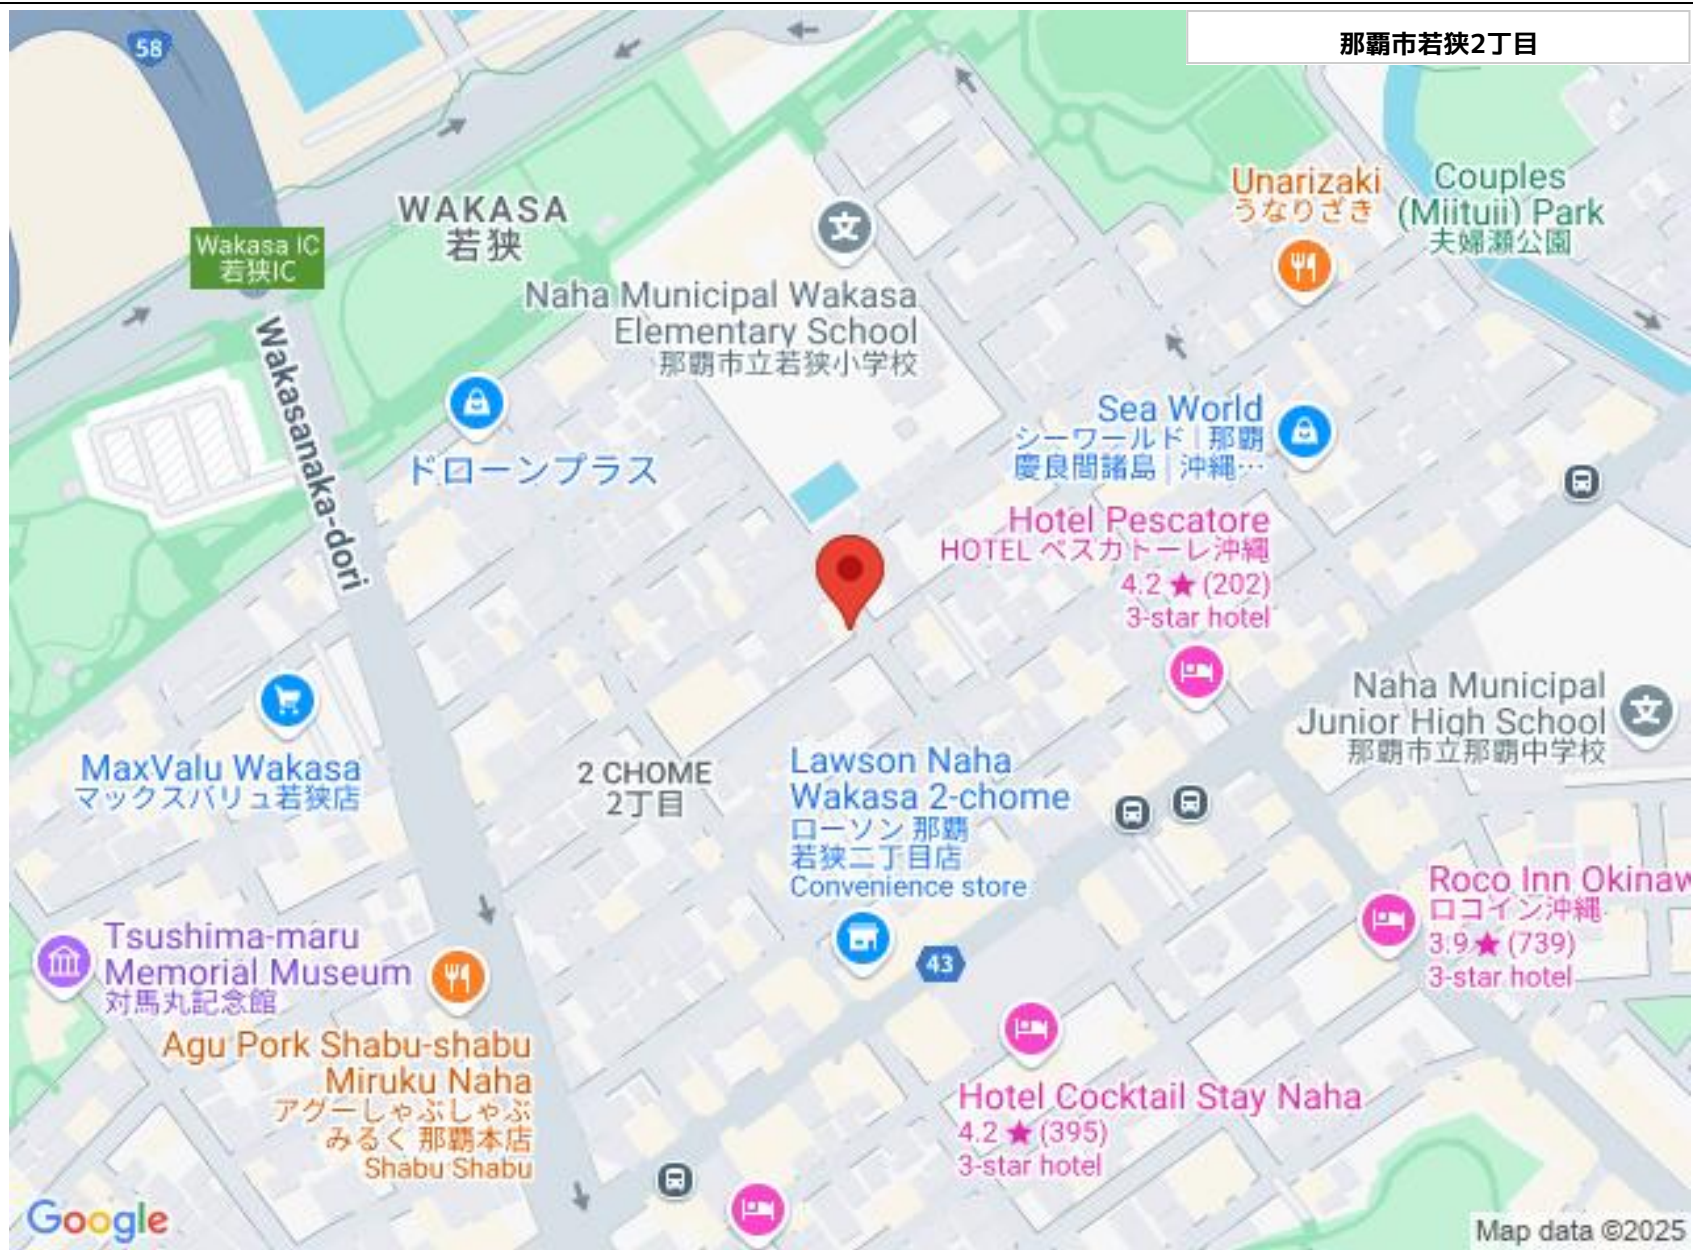 那覇市若狭2丁目
58
WAKASA
若狭
Wakasa IC
若狭IC
Wakasanaka-dori
Naha Municipal Wakasa
Elementary School
那覇市立若狭小学校
Unarizaki
うなりざき
Couples
(Miituii) Park
夫婦瀬公園
ドローンプラス
Sea World
シーワールド | 那覇
慶良間諸島 | 沖縄…
Hotel Pescatore
HOTEL ペスカトーレ沖縄
4.2 ★ (202)
3-star hotel
MaxValu Wakasa
マックスバリュ若狭店
2 CHOME
2丁目
Lawson Naha
Wakasa 2-chome
ローソン 那覇
若狭二丁目店
Convenience store
Naha Municipal
Junior High School
那覇市立那覇中学校
Tsushima-maru
Memorial Museum
対馬丸記念館
43
Roco Inn Okinaw
ロコイン沖縄
3.9 ★ (739)
3-star hotel
Agu Pork Shabu-shabu
Miruku Naha
アグーしゃぶしゃぶ
みるく 那覇本店
Shabu Shabu
Hotel Cocktail Stay Naha
4.2 ★ (395)
3-star hotel
Google
Map data ©2025